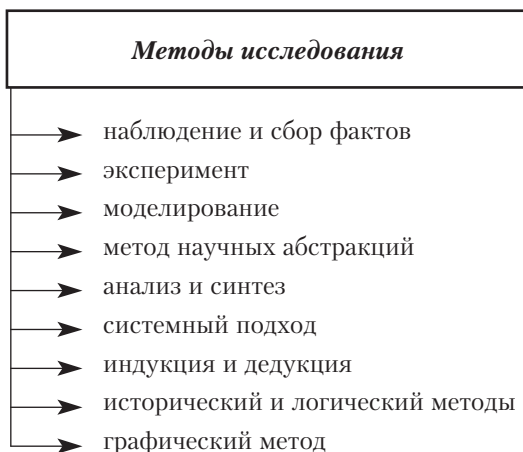 Методы исследования
наблюдение и сбор фактов
эксперимент
моделирование
метод научных абстракций
анализ и синтез
системный подход
индукция и дедукция
исторический и логический методы
графический метод